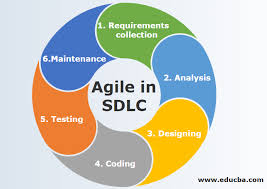 1. Requirements
collection
2. Analysis
3. Designing
4. Coding
5. Testing
6.Maintenance
Agile in
SDLC
www.educba.com